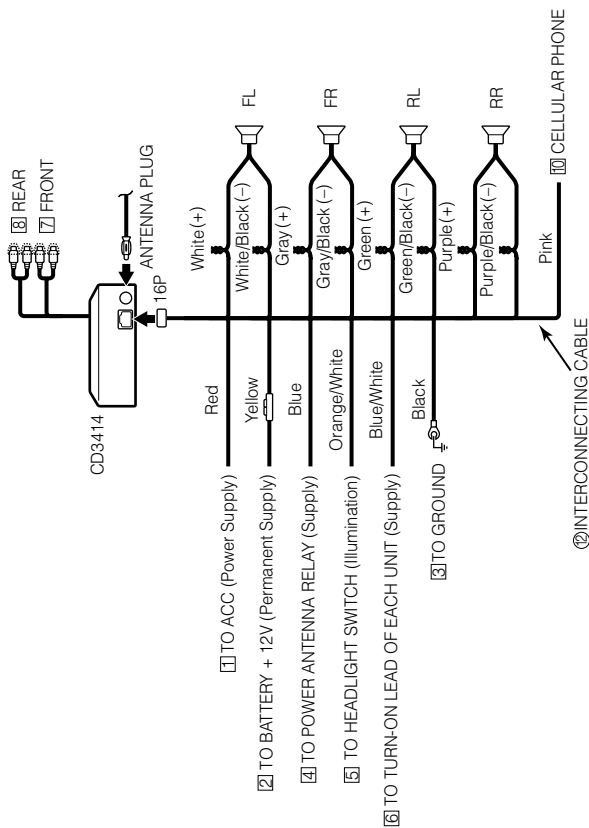 8 REAR
7 FRONT
ANTENNA PLUG
16P
CD3414
White (+)
White/Black (−)
FL
Gray (+)
Gray/Black (−)
FR
Green (+)
Green/Black (−)
RL
Purple (+)
Purple/Black (−)
RR
Pink
10 CELLULAR PHONE
Red
1 TO ACC (Power Supply)
Yellow
2 TO BATTERY + 12V (Permanent Supply)
Blue
4 TO POWER ANTENNA RELAY (Supply)
Orange/White
5 TO HEADLIGHT SWITCH (Illumination)
Blue/White
6 TO TURN-ON LEAD OF EACH UNIT (Supply)
Black
3 TO GROUND
⑫ INTERCONNECTING CABLE